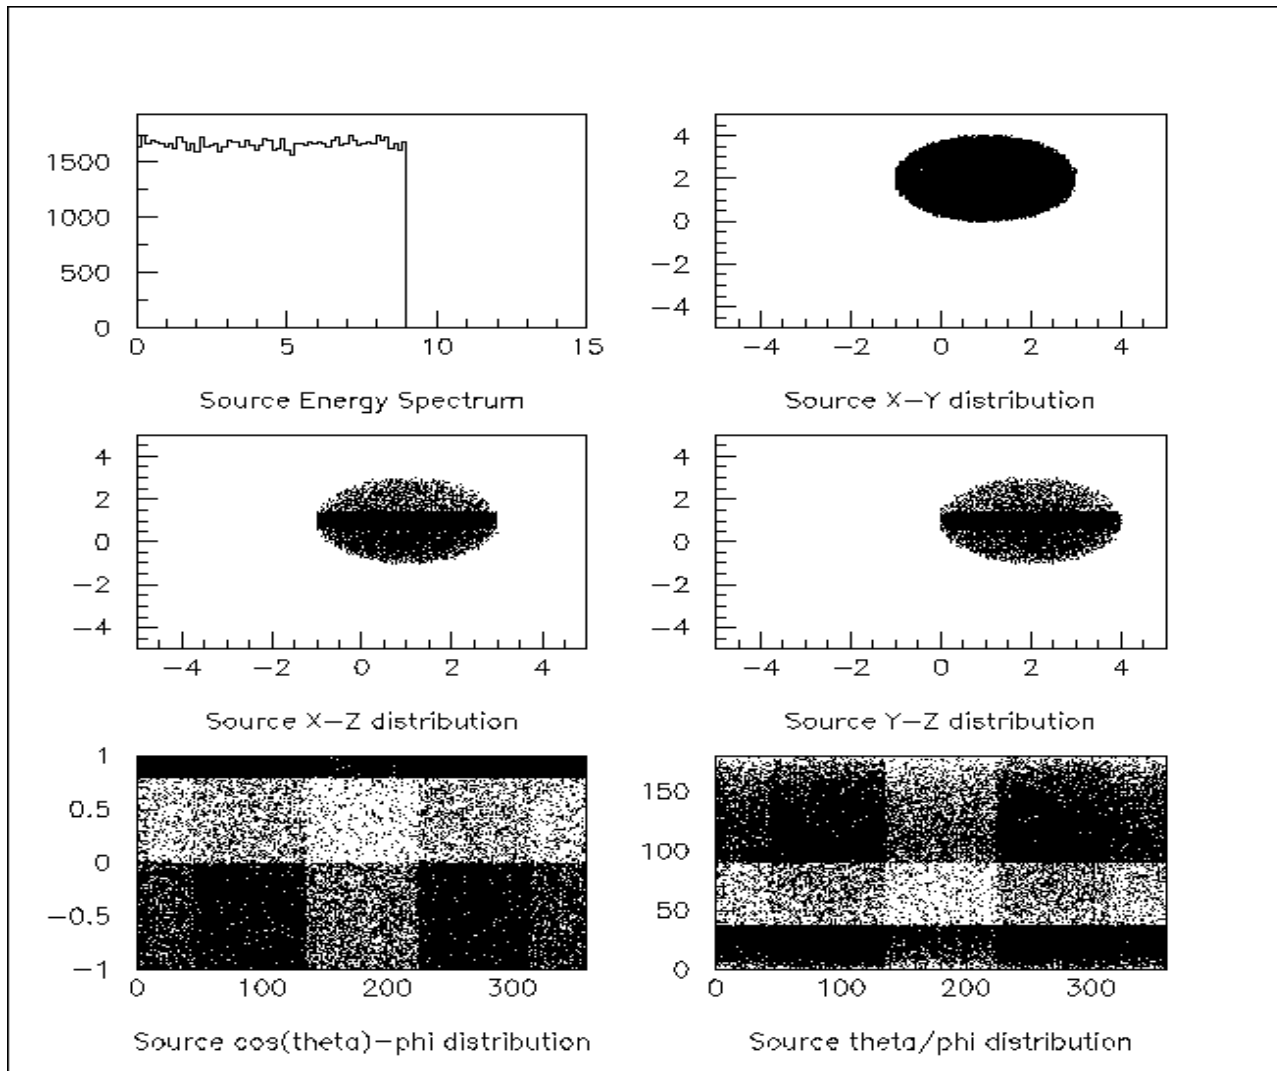 1500
1000
500
0
0 5 10 15
Source Energy Spectrum
4
2
0
−2
−4
−4 −2 0 2 4
Source X−Y distribution
4
2
0
−2
−4
−4 −2 0 2 4
Source X−Z distribution
4
2
0
−2
−4
−4 −2 0 2 4
Source Y−Z distribution
1
0.5
0
−0.5
−1
0 100 200 300
Source cos(theta)−phi distribution
150
100
50
0
0 100 200 300
Source theta/phi distribution